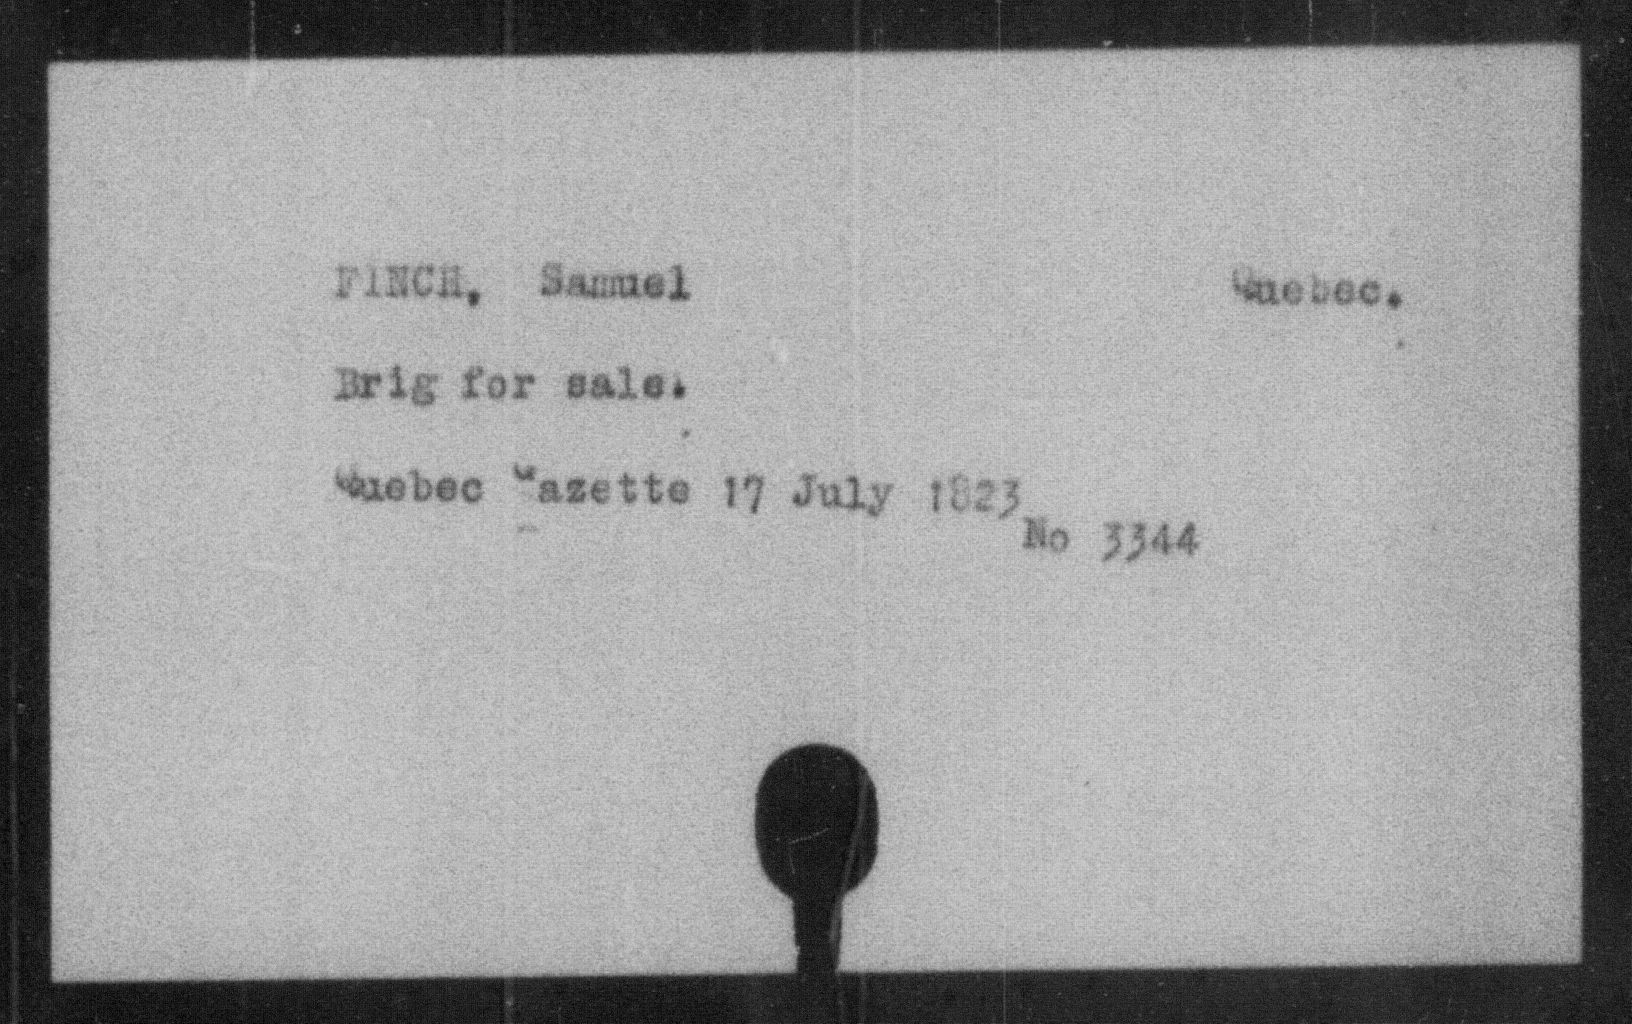 FINCH, Samuel Quebec.
Brig for sale.
Quebec Gazette 17 July 1823
No 3344